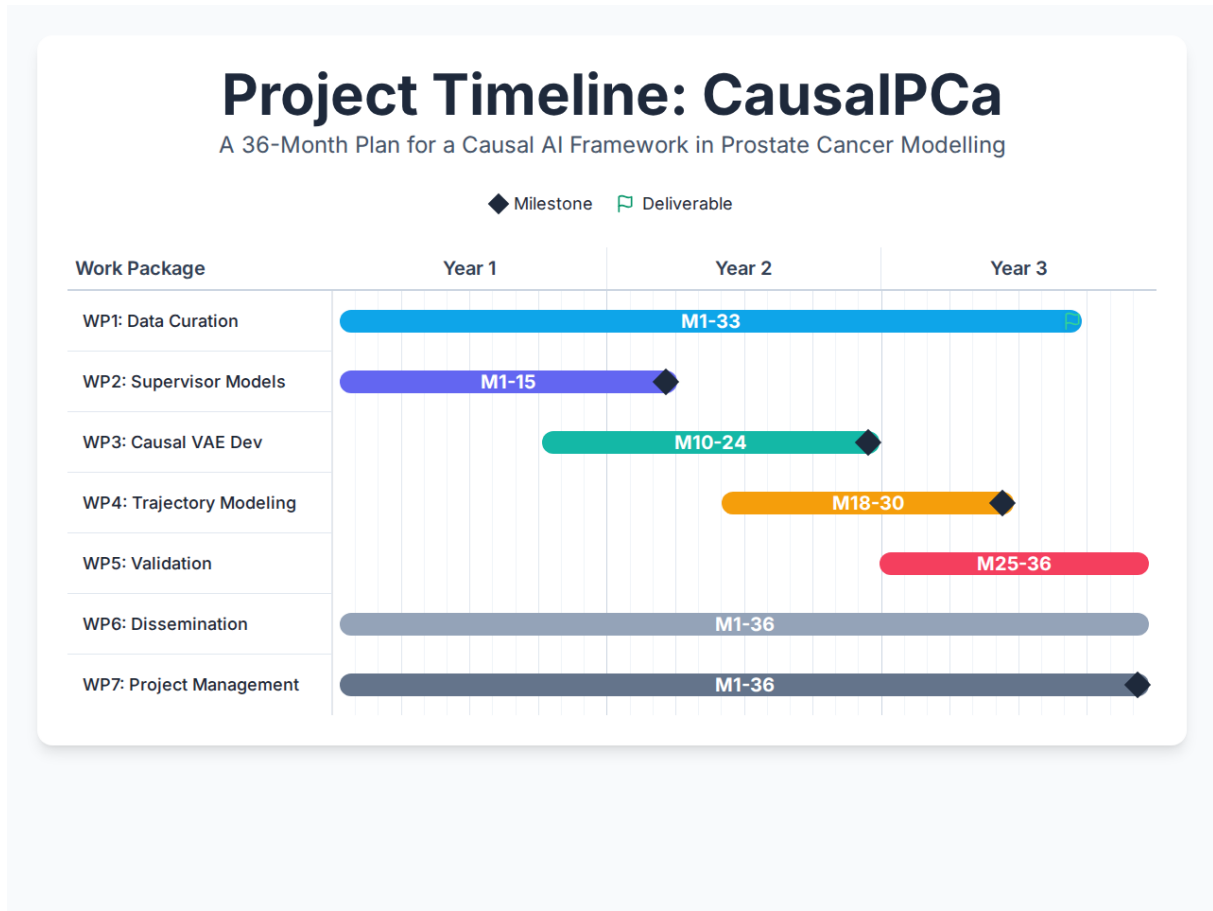 Project Timeline: CausalPCa
A 36-Month Plan for a Causal AI Framework in Prostate Cancer Modelling
Milestone Deliverable
Work Package Year 1 Year 2 Year 3
WP1: Data Curation M1-33
WP2: Supervisor Models M1-15
WP3: Causal VAE Dev M10-24
WP4: Trajectory Modeling M18-30
WP5: Validation M25-36
WP6: Dissemination M1-36
WP7: Project Management M1-36